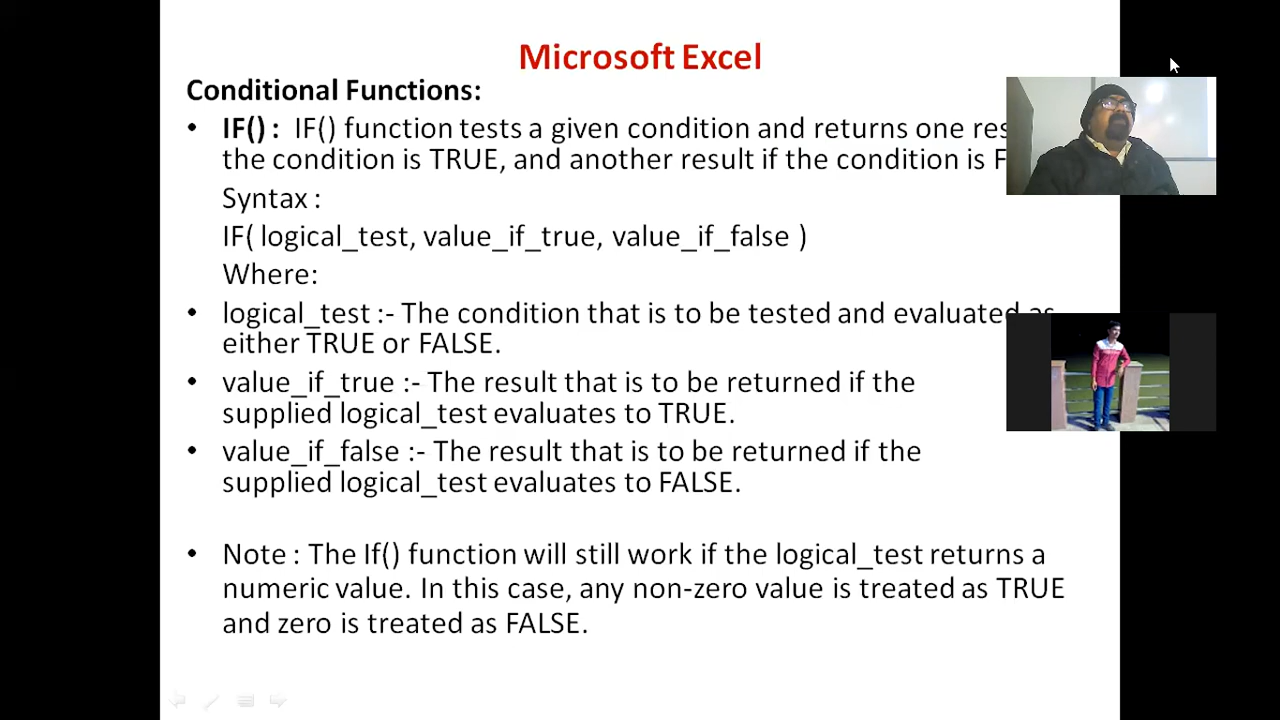 Microsoft Excel
Conditional Functions:
• IF() : IF() function tests a given condition and returns one
the condition is TRUE, and another result if the condition is
Syntax :
IF( logical_test, value_if_true, value_if_false )
Where:
• logical_test :- The condition that is to be tested and evaluated as
either TRUE or FALSE.
• value_if_true :- The result that is to be returned if the
supplied logical_test evaluates to TRUE.
• value_if_false :- The result that is to be returned if the
supplied logical_test evaluates to FALSE.
• Note : The If() function will still work if the logical_test returns a
numeric value. In this case, any non-zero value is treated as TRUE
and zero is treated as FALSE.